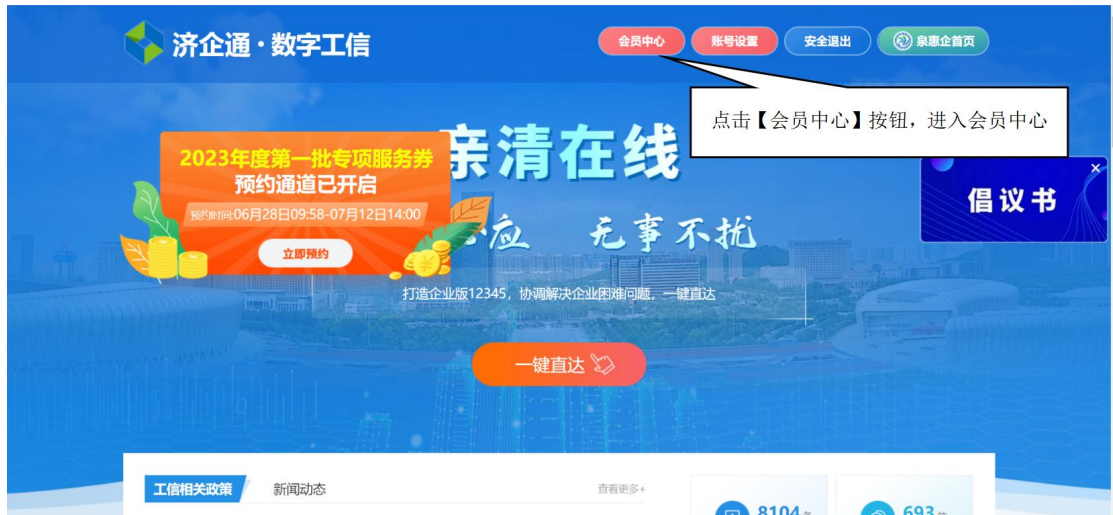 济企通·数字工信
会员中心
账号设置
安全退出
泉惠企首页
点击【会员中心】按钮，进入会员中心
亲清在线
2023年度第一批专项服务券
预约通道已开启
预约时间:06月28日09:58-07月12日14:00
立即预约
倡议书
应 无事不扰
打造企业版12345，协调解决企业困难问题，一键直达
一键直达
工信相关政策
新闻动态
查看更多+
8104
693